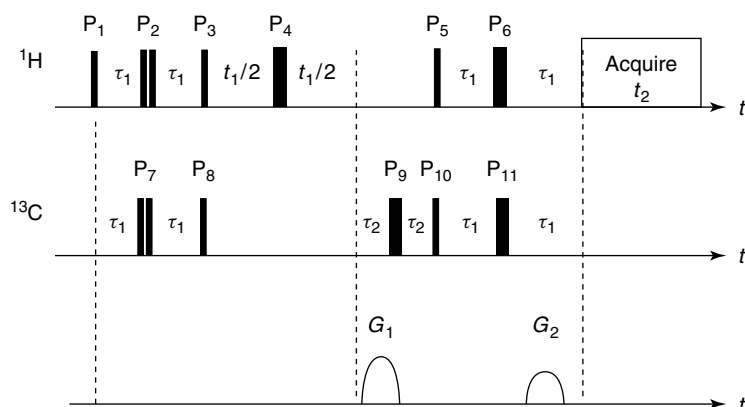 P₁ P₂ P₃ P₄ P₅ P₆
¹H τ₁ τ₁ t₁/2 t₁/2 τ₁ τ₁ Acquire
t₂
t
P₇ P₈ P₉ P₁₀ P₁₁
¹³C τ₁ τ₁ τ₂ τ₂ τ₁ τ₁
t
G₁ G₂
t